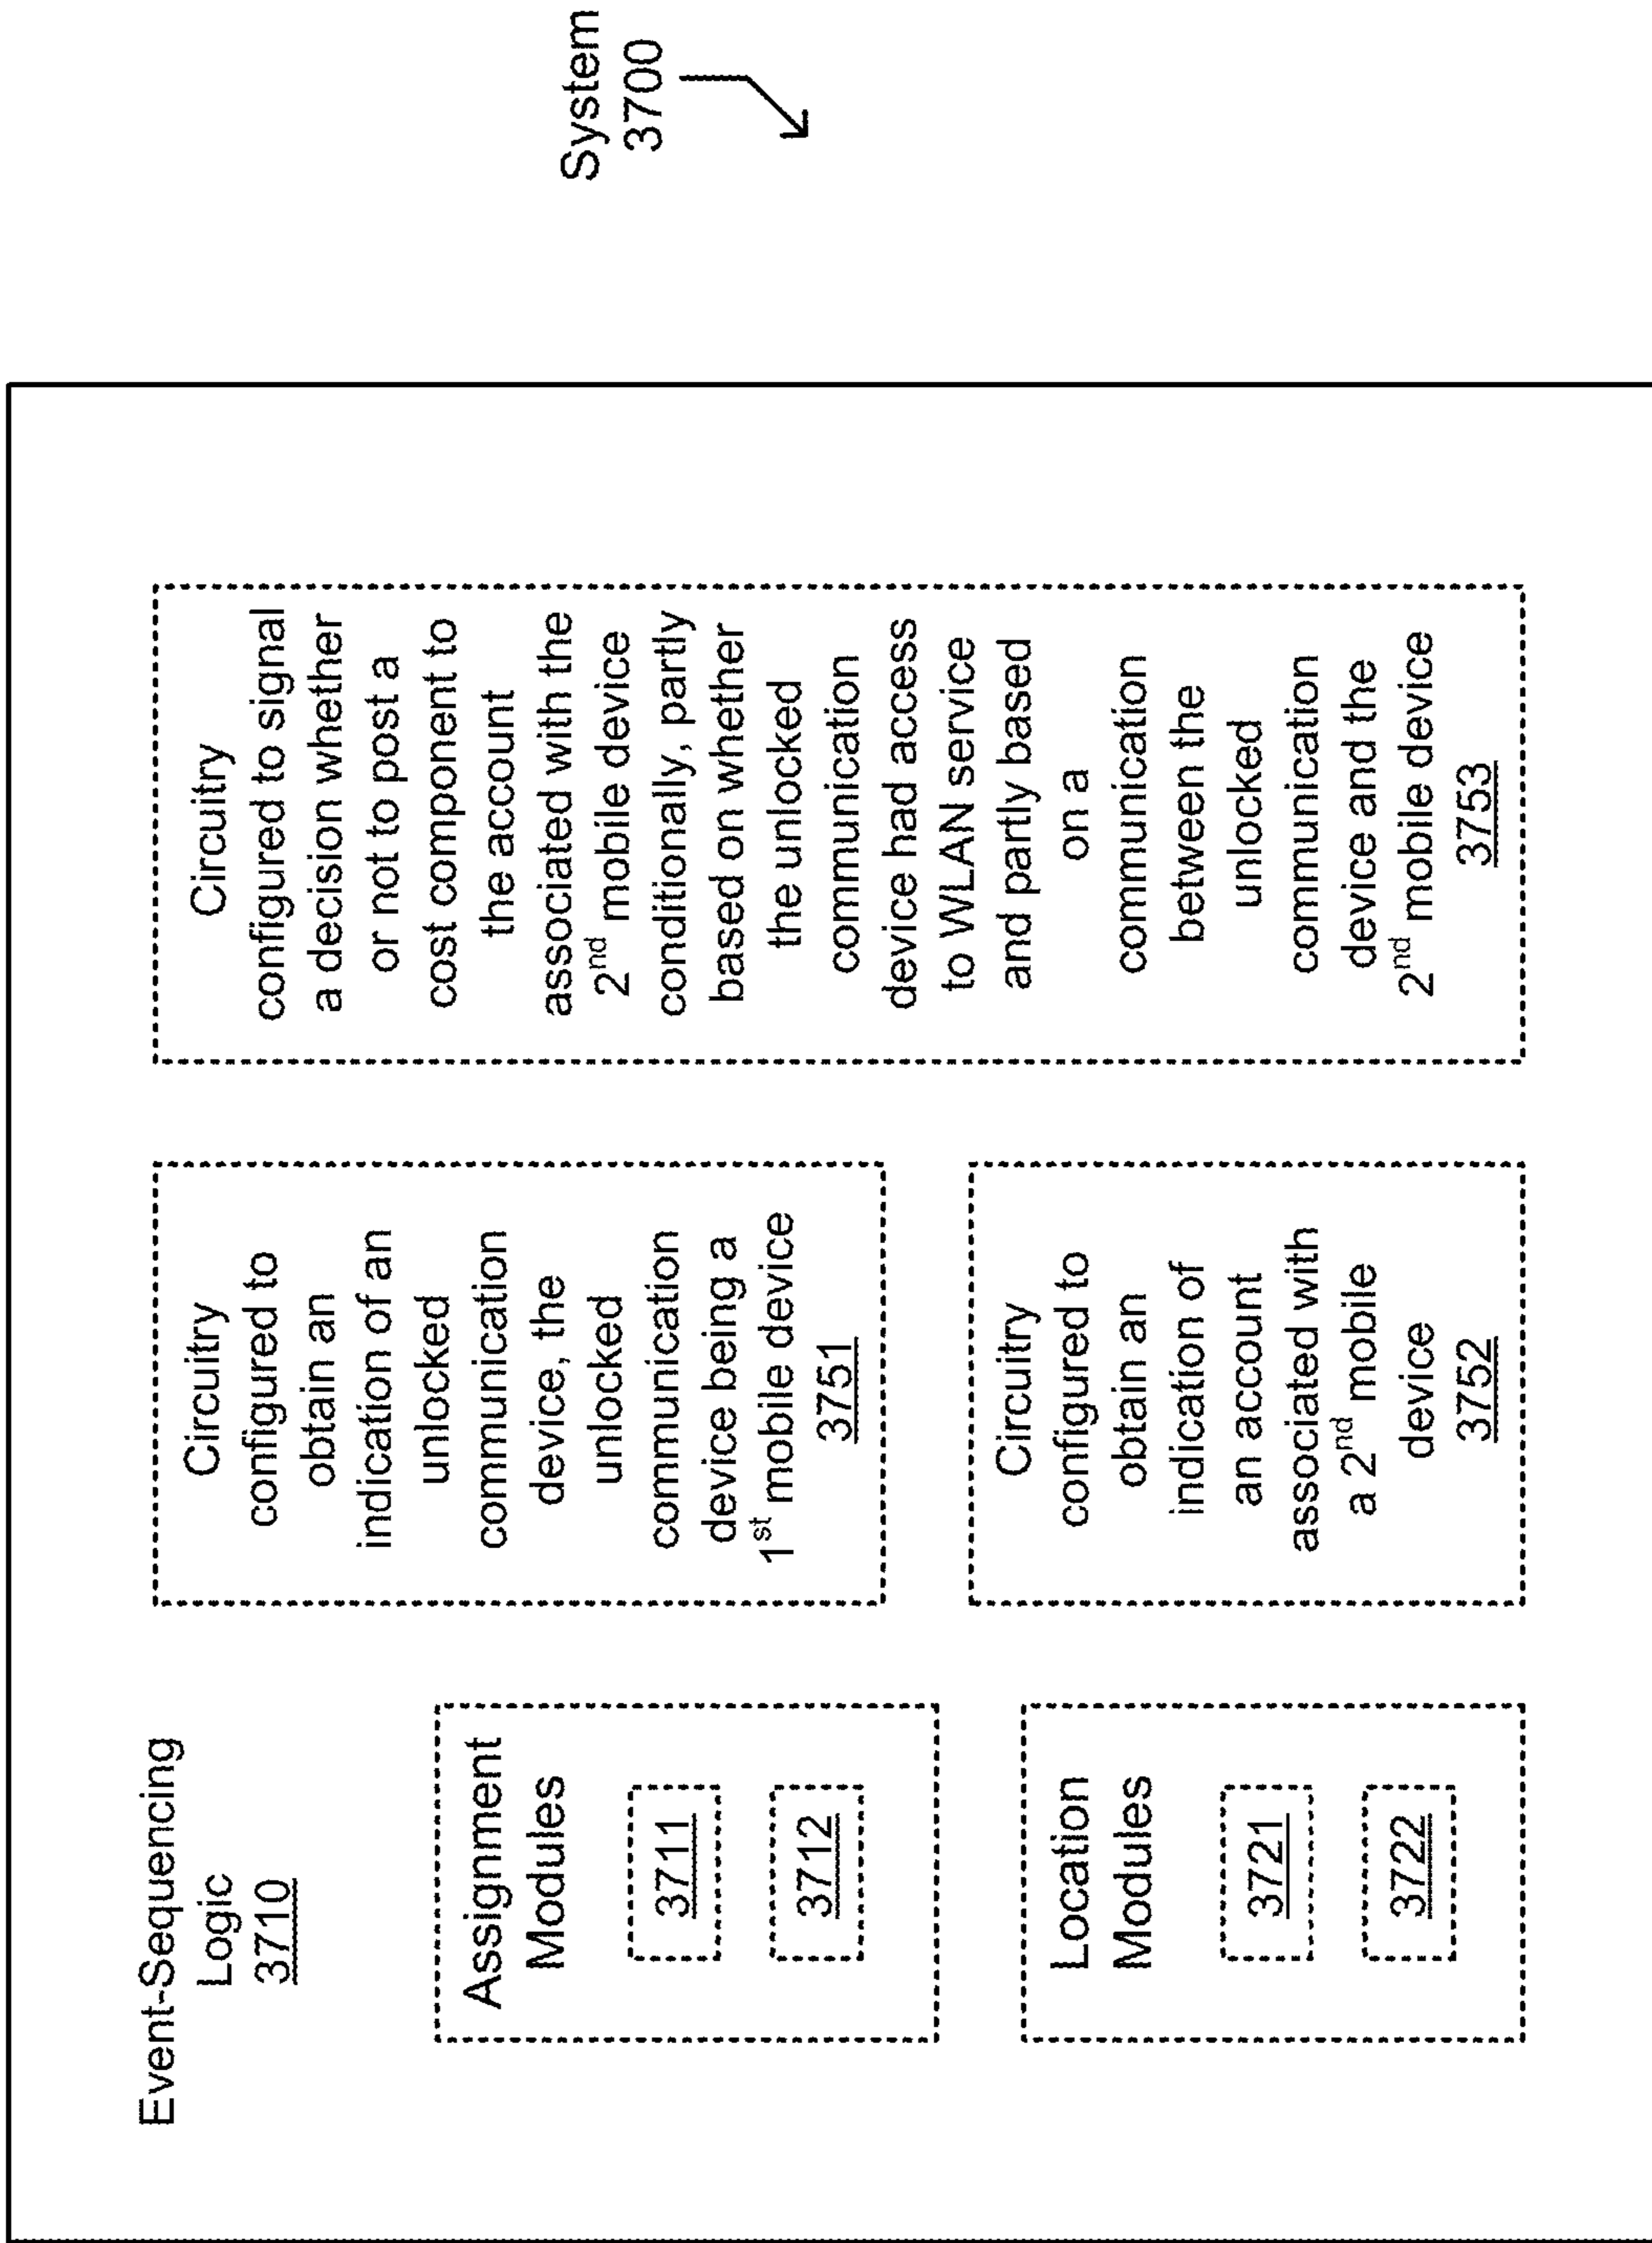 System
3700
Event-Sequencing
Logic
3710
Assignment
Modules
3711
3712
Location
Modules
3721
3722
Circuitry
configured to
obtain an
indication of an
unlocked
communication
device, the
unlocked
communication
device being a
1st mobile device
3751
Circuitry
configured to
obtain an
indication of
an account
associated with
a 2nd mobile
device
3752
Circuitry
configured to signal
a decision whether
or not to post a
cost component to
the account
associated with the
2nd mobile device
conditionally, partly
based on whether
the unlocked
communication
device had access
to WLAN service
and partly based
on a
communication
between the
unlocked
communication
device and the
2nd mobile device
3753